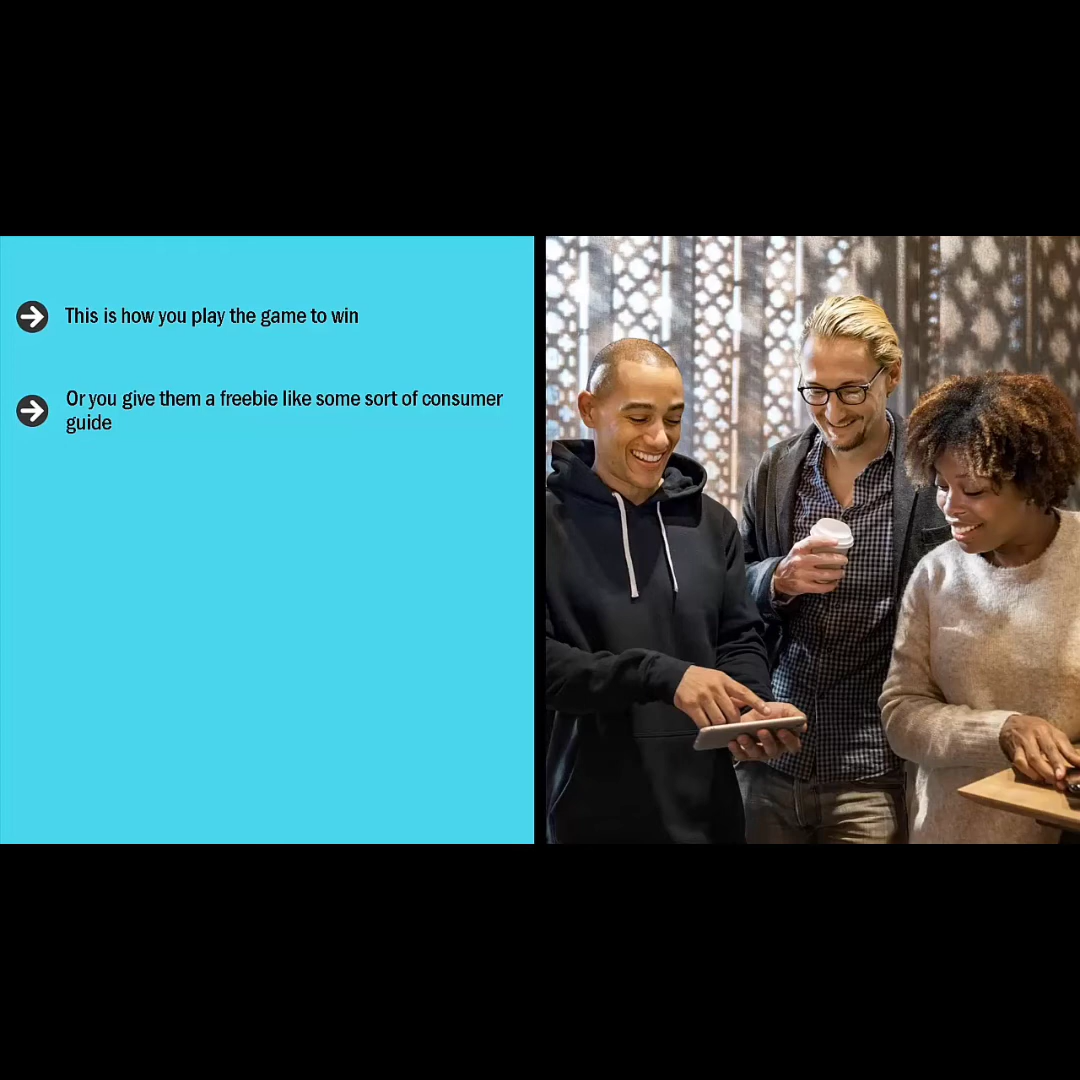 This is how you play the game to win
Or you give them a freebie like some sort of consumer
guide